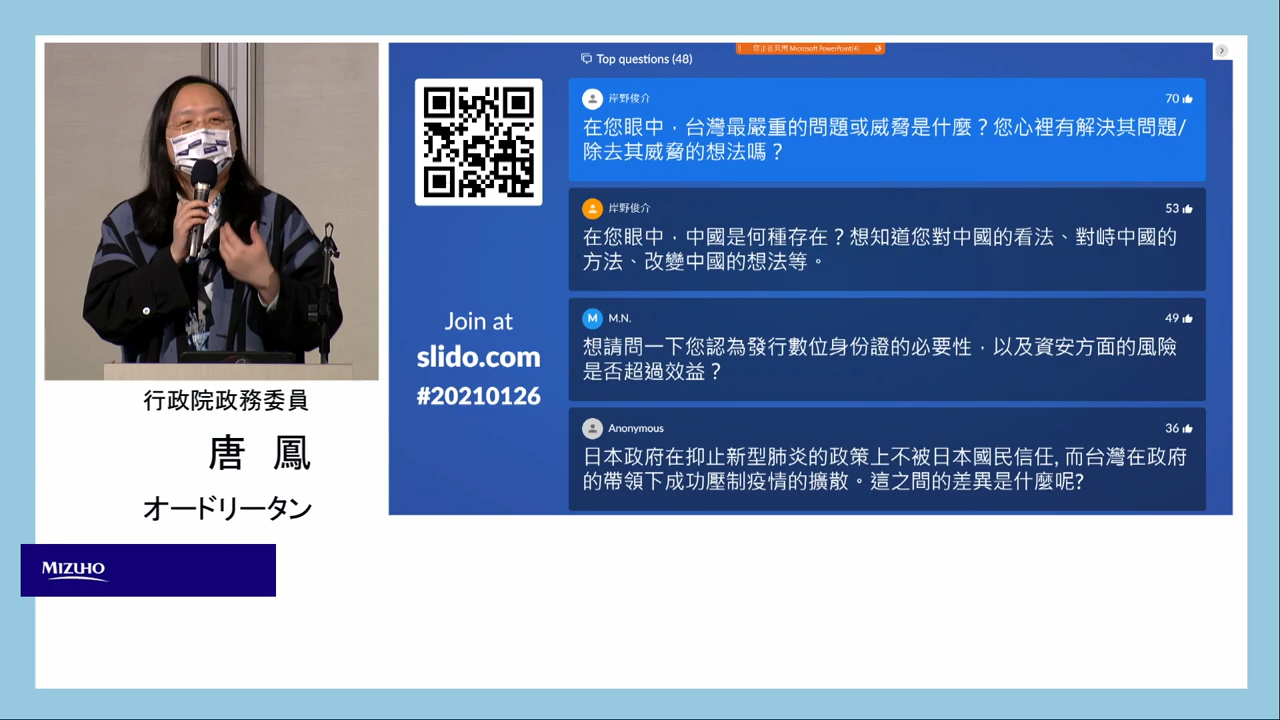 Top questions (48)
您正在共用 Microsoft PowerPoint(4)
岸野俊介
70
在您眼中，台灣最嚴重的問題或威脅是什麼？您心裡有解決其問題/
除去其威脅的想法嗎？
岸野俊介
53
在您眼中，中國是何種存在？想知道您對中國的看法、對峙中國的
方法、改變中國的想法等。
M
M.N.
49
想請問一下您認為發行數位身份證的必要性，以及資安方面的風險
是否超過效益？
Anonymous
36
日本政府在抑止新型肺炎的政策上不被日本國民信任, 而台灣在政府
的帶領下成功壓制疫情的擴散。這之間的差異是什麼呢?
Join at
slido.com
#20210126
行政院政務委員
唐 鳳
オードリータン
MIZUHO